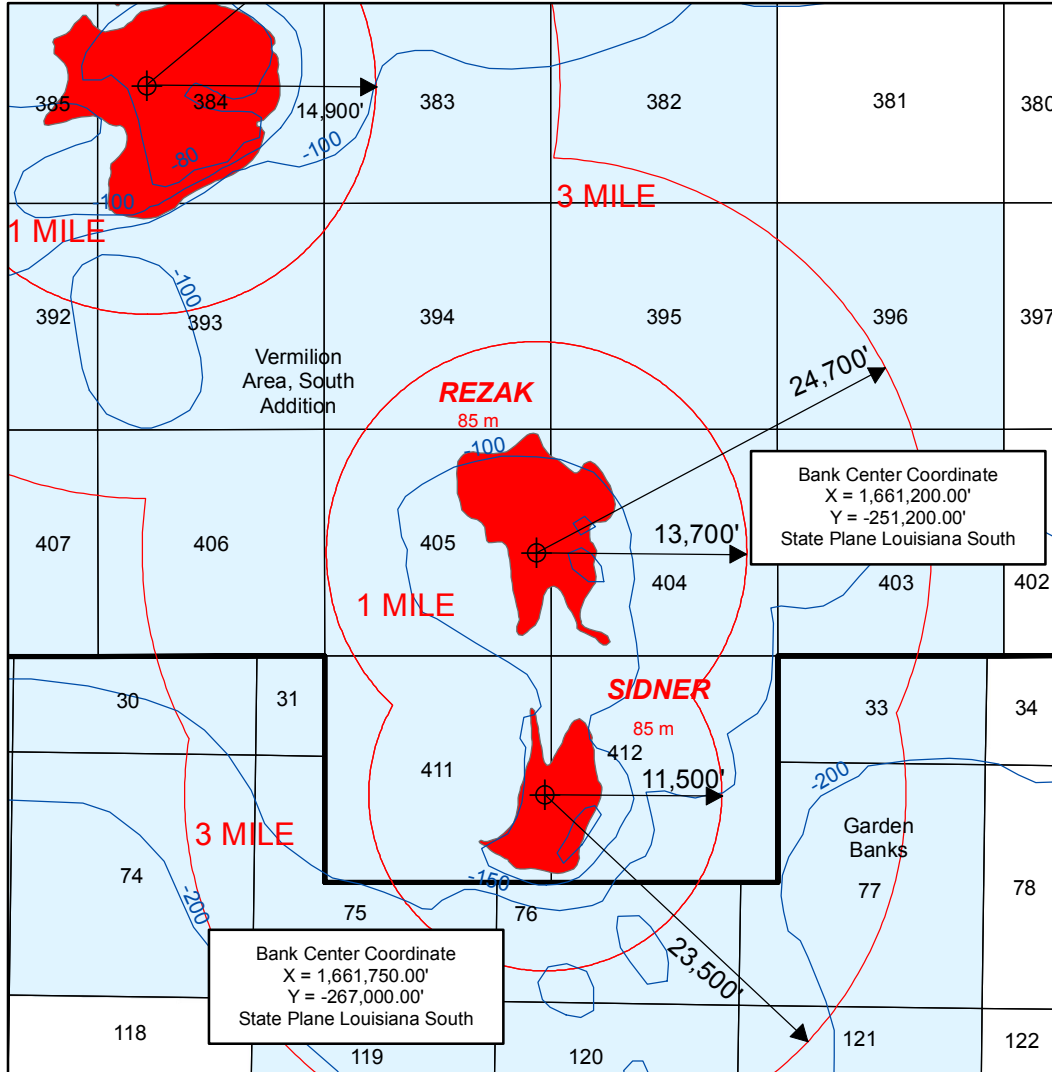 385
384
383
382
381
380
14,900'
-100
-80
-100
1 MILE
3 MILE
-100
392
393
394
395
396
397
Vermilion
Area, South
Addition
REZAK
85 m
24,700'
-100
Bank Center Coordinate
X = 1,661,200.00'
Y = -251,200.00'
State Plane Louisiana South
407
406
405
13,700'
404
403
402
1 MILE
SIDNER
85 m
30
31
33
34
411
412
11,500'
-200
3 MILE
Garden
Banks
74
-200
-150
77
78
75
76
23,500'
Bank Center Coordinate
X = 1,661,750.00'
Y = -267,000.00'
State Plane Louisiana South
118
119
120
121
122